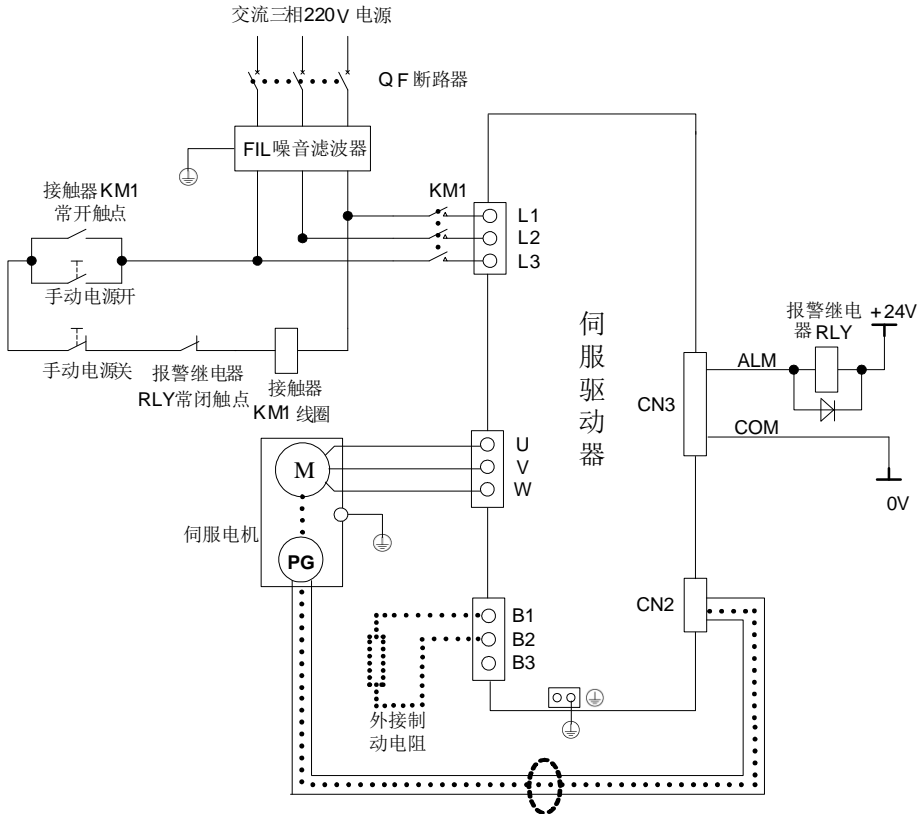 交流三相220V 电源
QF 断路器
FIL噪音滤波器
接触器KM1
常开触点
手动电源开
KM1
L1
L2
L3
手动电源关
报警继电器
RLY常闭触点
接触器
KM1 线圈
伺服驱动器
报警继电
器 RLY
+24V
ALM
CN3
COM
0V
U
V
W
M
伺服电机
PG
CN2
B1
B2
B3
外接制
动电阻